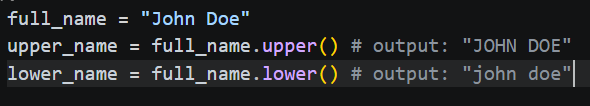 full_name = "John Doe"
upper_name = full_name.upper() # output: "JOHN DOE"
lower_name = full_name.lower() # output: "john doe"